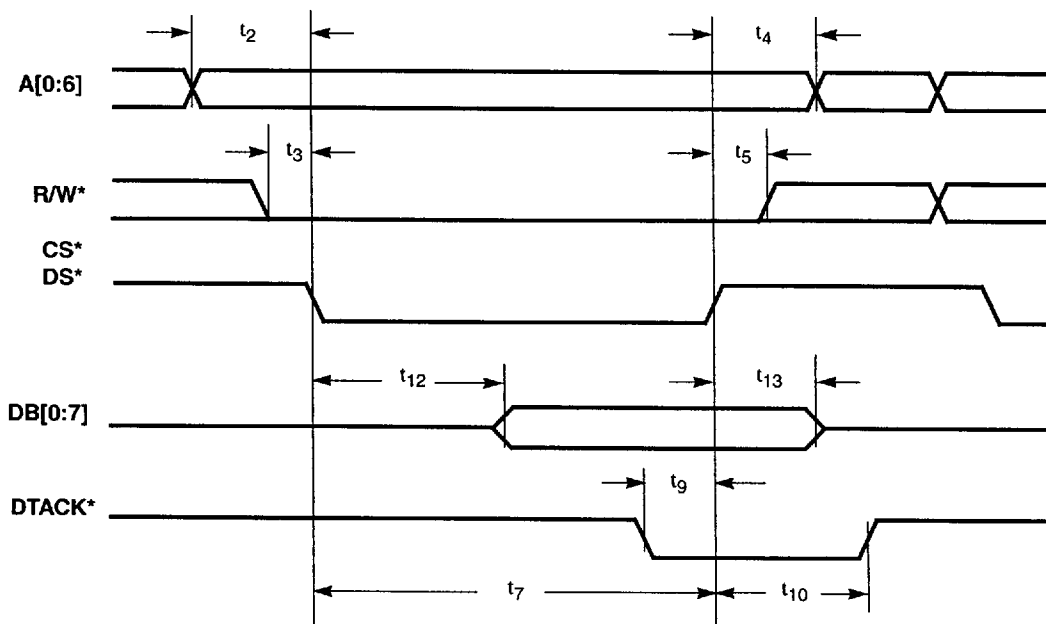 t2 t4
A[0:6]
t3 t5
R/W*
CS*
DS*
t12 t13
DB[0:7]
t9
DTACK*
t7 t10